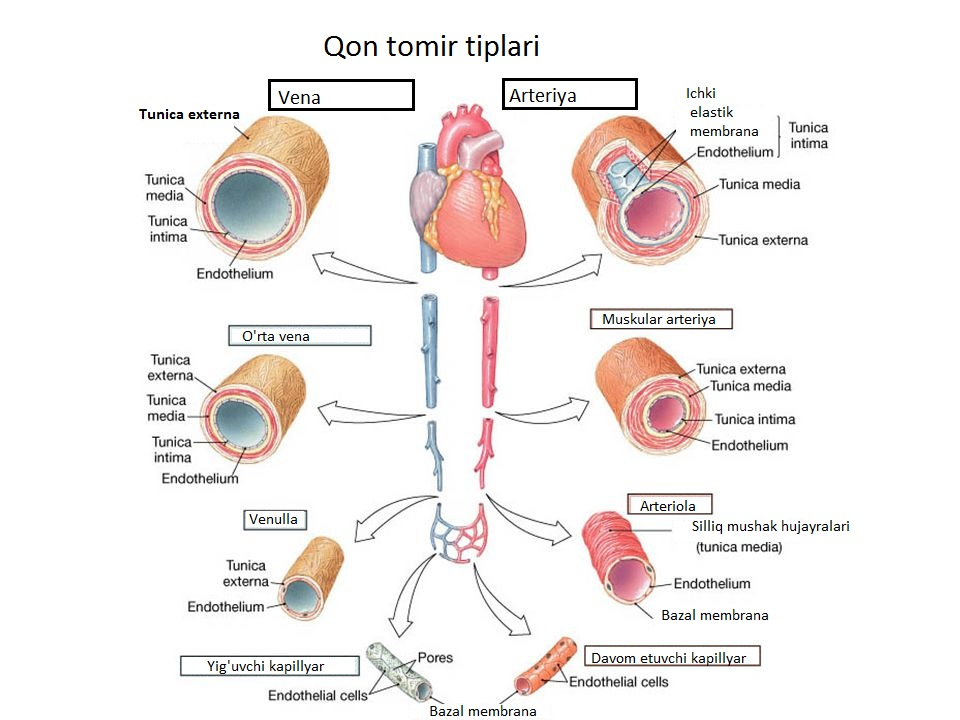 Qon tomir tiplari
Vena
Arteriya
Tunica externa
Tunica
media
Tunica
intima
Endothelium
Ichki
elastik
membrana
Endothelium
Tunica
intima
Tunica media
Tunica externa
O'rta vena
Tunica
externa
Tunica
media
Tunica
intima
Endothelium
Muskular arteriya
Tunica externa
Tunica media
Tunica intima
Endothelium
Venulla
Tunica
externa
Endothelium
Arteriola
Silliq mushak hujayralari
(tunica media)
Endothelium
Bazal membrana
Yig'uvchi kapillyar
Pores
Endothelial cells
Davom etuvchi kapillyar
Endothelial cells
Bazal membrana